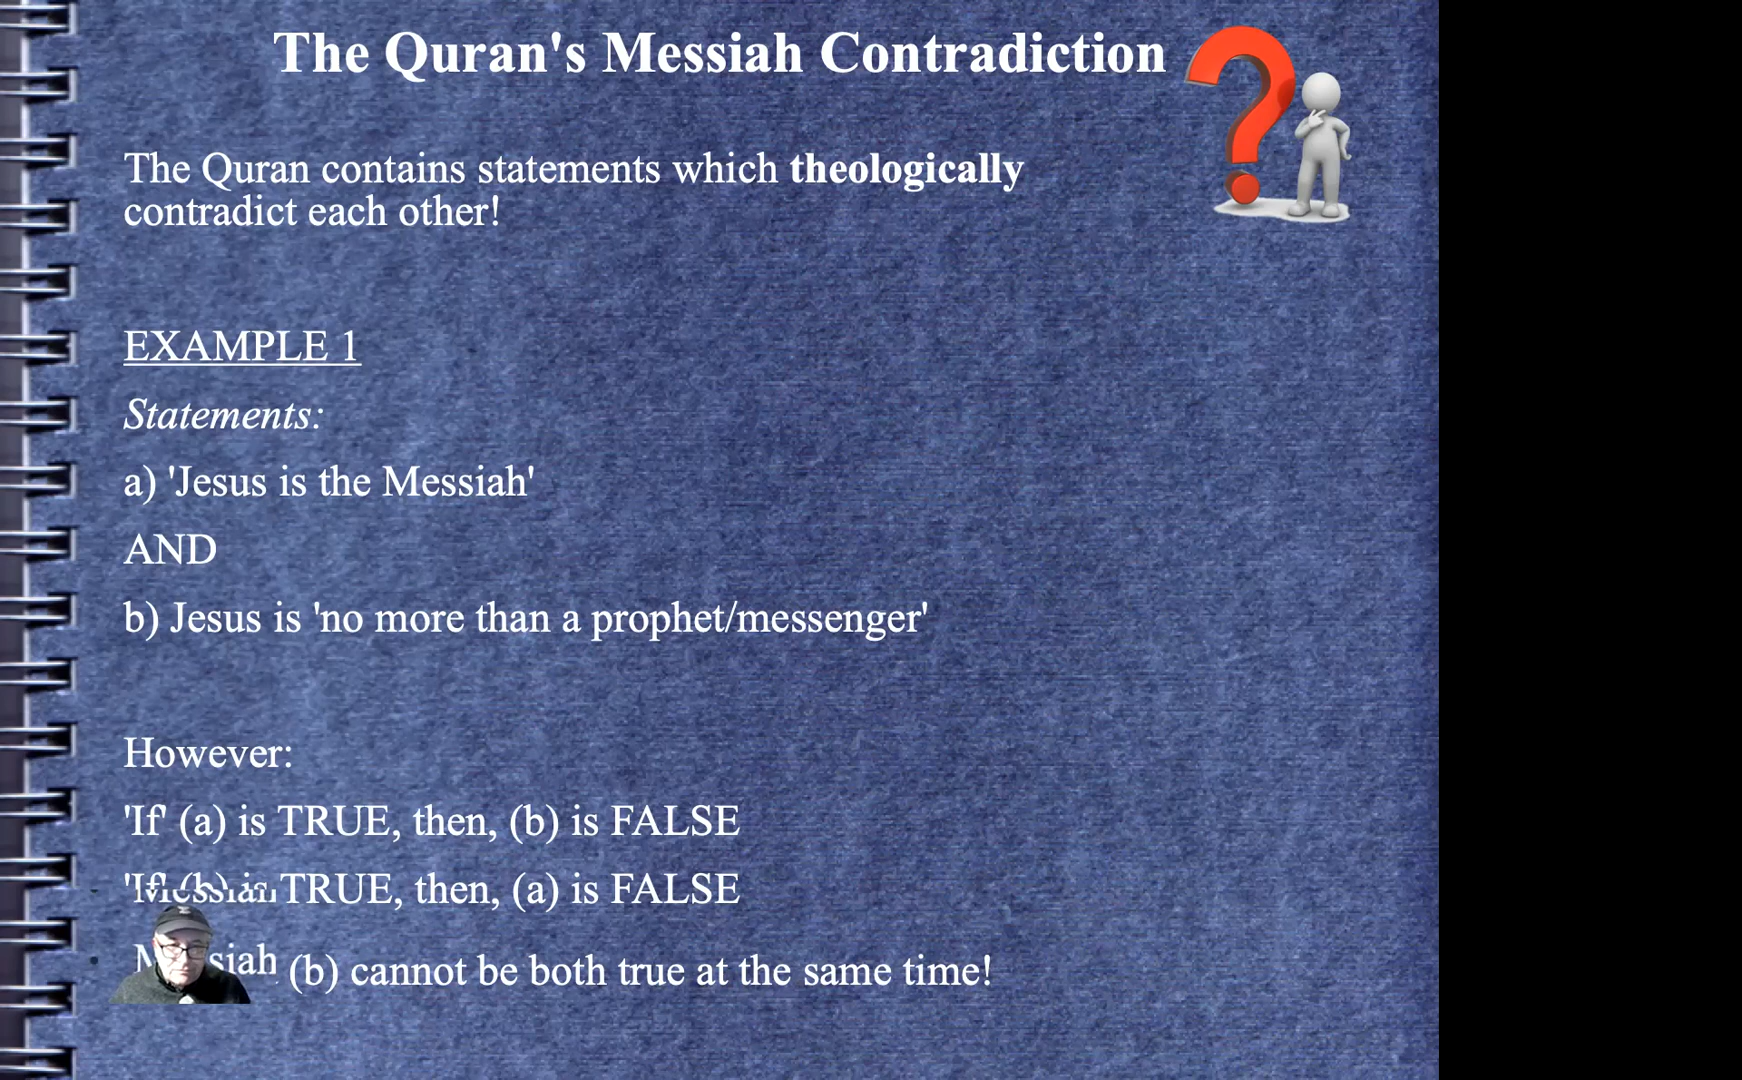 The Quran's Messiah Contradiction
The Quran contains statements which theologically
contradict each other!
EXAMPLE 1
Statements:
a) 'Jesus is the Messiah'
AND
b) Jesus is 'no more than a prophet/messenger'
However:
'If' (a) is TRUE, then, (b) is FALSE
'If' (b) is TRUE, then, (a) is FALSE
(b) cannot be both true at the same time!